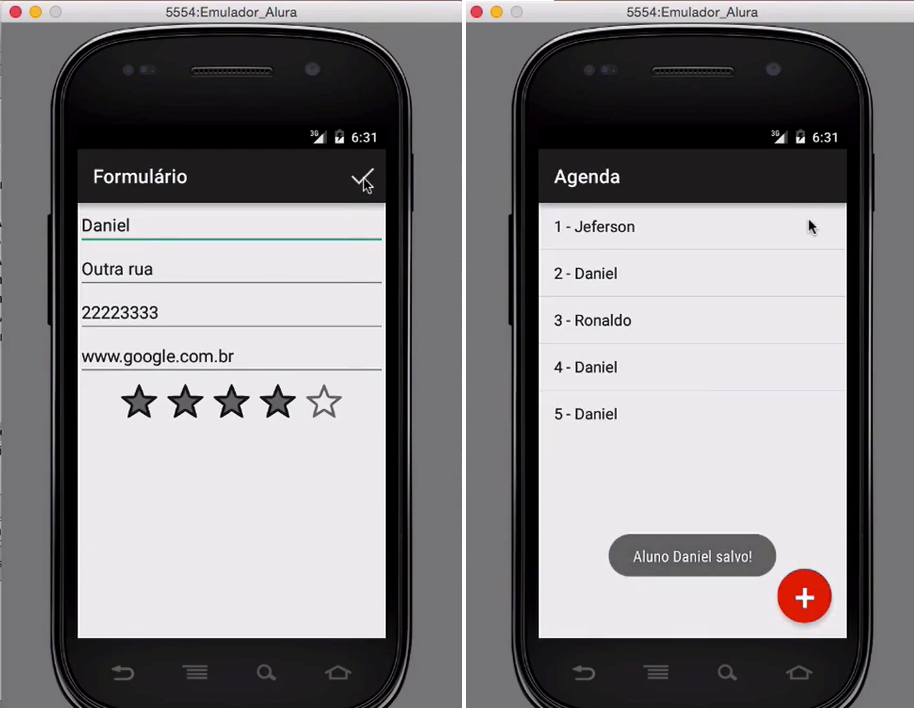 5554:Emulador_Alura
3G 6:31
Formulário
Daniel
Outra rua
22223333
www.google.com.br
5554:Emulador_Alura
3G 6:31
Agenda
1 - Jeferson
2 - Daniel
3 - Ronaldo
4 - Daniel
5 - Daniel
Aluno Daniel salvo!
+